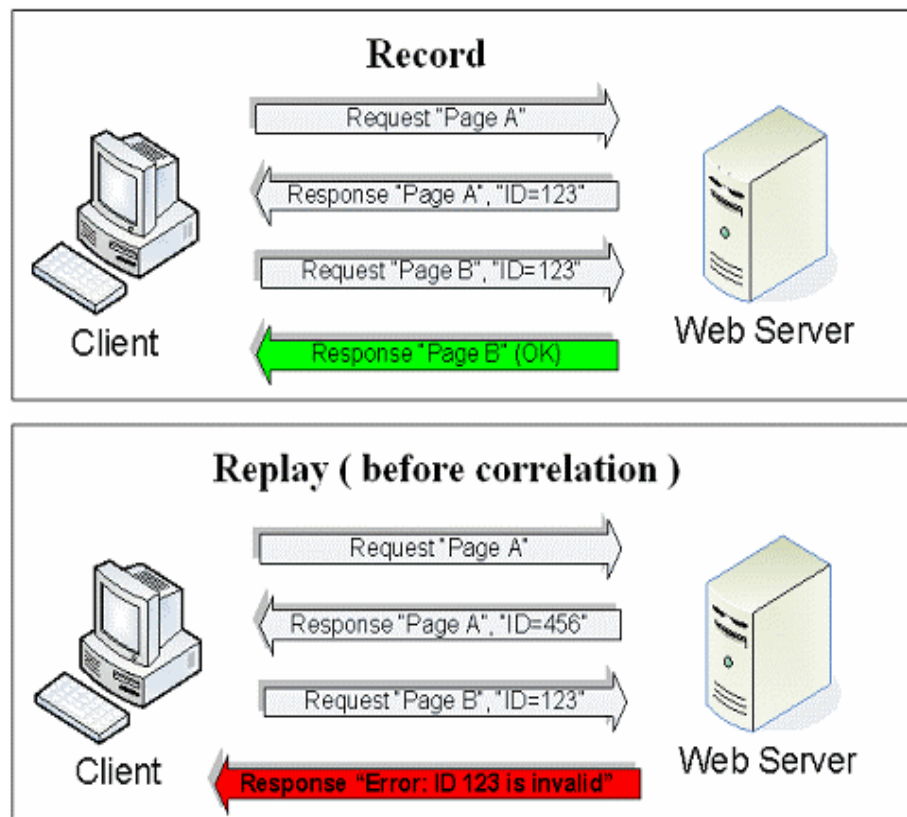 Record
Request "Page A"
Response "Page A", "ID=123"
Request "Page B", "ID=123"
Response "Page B" (OK)
Client
Web Server
Replay ( before correlation )
Request "Page A"
Response "Page A", "ID=456"
Request "Page B", "ID=123"
Response “Error: ID 123 is invalid”
Client
Web Server